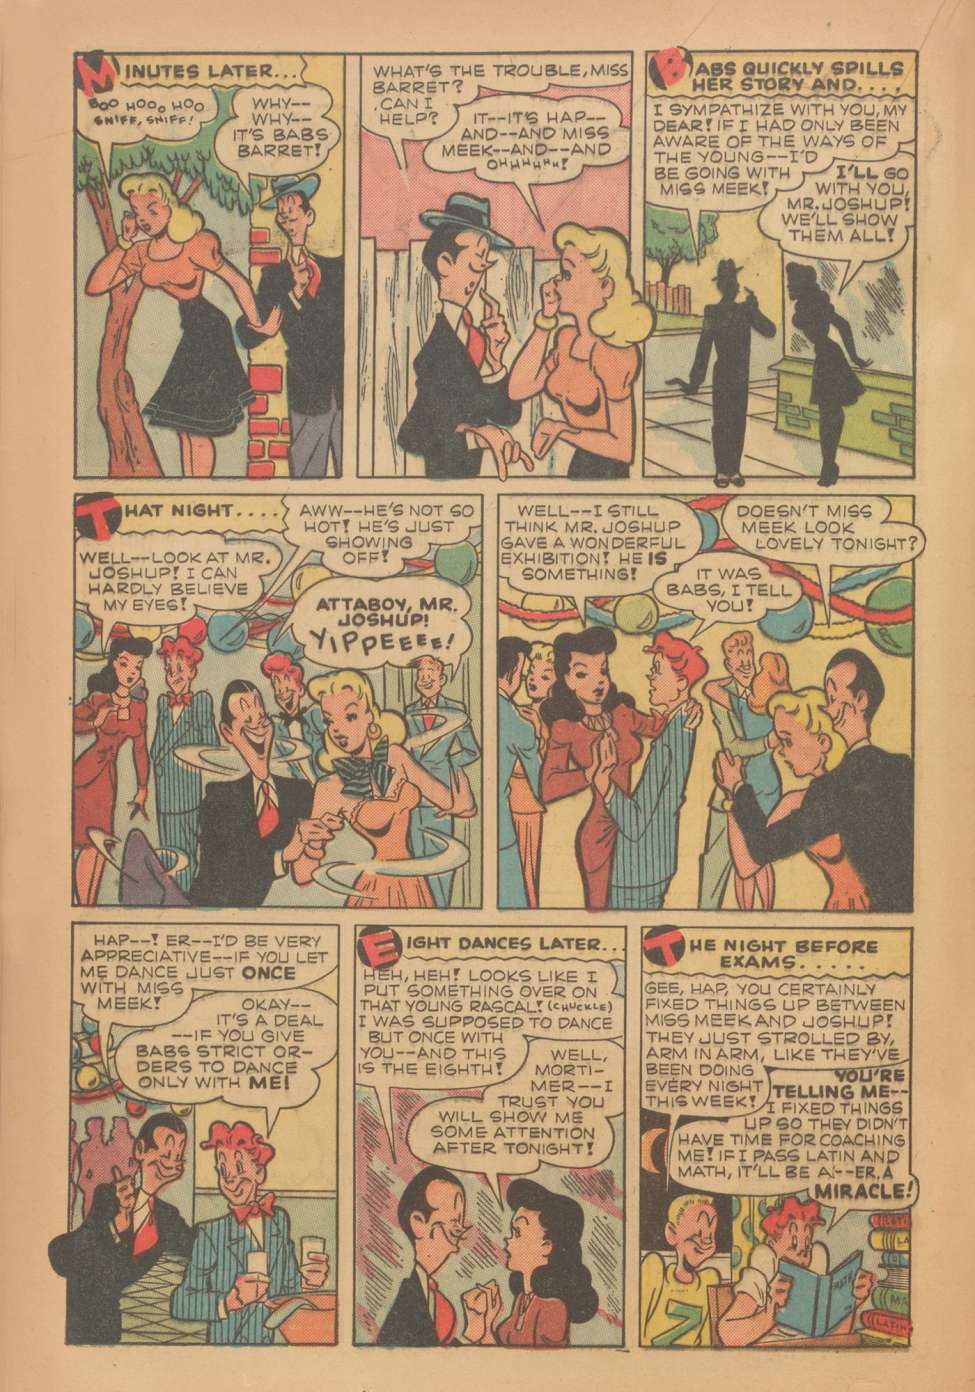 MINUTES LATER...
BOO HOO, HOO
SNIFF, SNIFF!
WHY--
WHY--
IT'S BABS
BARRET!
WHAT'S THE TROUBLE, MISS
BARRET?
CAN I
HELP?
IT--IT'S HAP--
AND--AND MISS
MEEK--AND--AND
OHHHHHH!
BABS QUICKLY SPILLS
HER STORY AND....
I SYMPATHIZE WITH YOU, MY
DEAR! IF I HAD ONLY BEEN
AWARE OF THE WAYS OF
THE YOUNG--I'D
BE GOING WITH
MISS MEEK!
I'LL GO
WITH YOU,
MR. JOSHUP!
WE'LL SHOW
THEM ALL!
THAT NIGHT....
WELL--LOOK AT MR.
JOSHUP! I CAN
HARDLY BELIEVE
MY EYES!
AWW--HE'S NOT SO
HOT! HE'S JUST
SHOWING
OFF!
ATTABOY, MR.
JOSHUP!
YIPPEEEE!
WELL--I STILL
THINK MR. JOSHUP
GAVE A WONDERFUL
EXHIBITION! HE IS
SOMETHING!
IT WAS
BABS, I TELL
YOU!
DOESN'T MISS
MEEK LOOK
LOVELY TONIGHT?
HAP--! ER--I'D BE VERY
APPRECIATIVE--IF YOU LET
ME DANCE JUST ONCE
WITH MISS
MEEK!
OKAY--
IT'S A DEAL
--IF YOU GIVE
BABS STRICT OR-
DERS TO DANCE
ONLY WITH ME!
EIGHT DANCES LATER...
HEH, HEH! LOOKS LIKE I
PUT SOMETHING OVER ON
THAT YOUNG RASCAL! (CHUCKLE)
I WAS SUPPOSED TO DANCE
BUT ONCE WITH
YOU--AND THIS
IS THE EIGHTH!
WELL,
MORTI-
MER--I
TRUST YOU
WILL SHOW ME
SOME ATTENTION
AFTER TONIGHT!
THE NIGHT BEFORE
EXAMS.....
GEE, HAP, YOU CERTAINLY
FIXED THINGS UP BETWEEN
MISS MEEK AND JOSHUP!
THEY JUST STROLLED BY,
ARM IN ARM, LIKE THEY'VE
BEEN DOING
EVERY NIGHT
THIS WEEK!
YOU'RE
TELLING ME--
I FIXED THINGS
UP SO THEY DIDN'T
HAVE TIME FOR COACHING
ME! IF I PASS LATIN AND
MATH, IT'LL BE A--ER, A
MIRACLE!
Z
MATH
LA
MA
LATIN